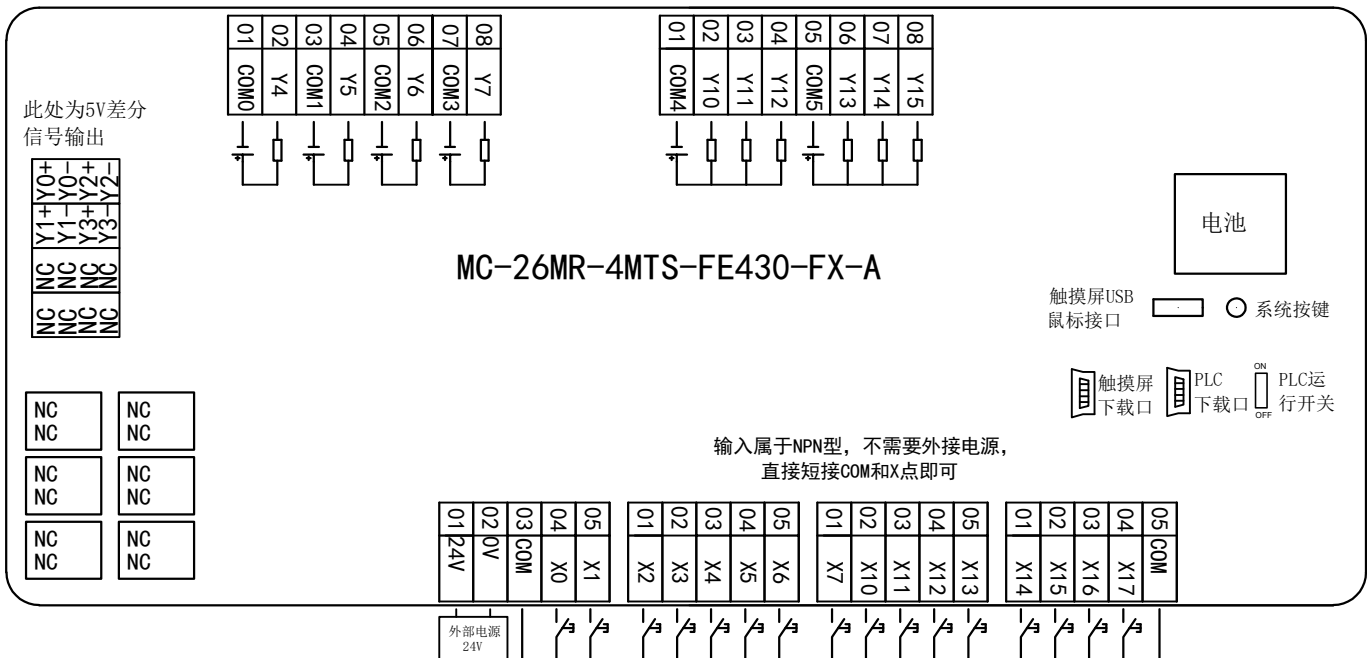 01 02 03 04 05 06 07 08
COM0 Y4 COM1 Y5 COM2 Y6 COM3 Y7
01 02 03 04 05 06 07 08
COM4 Y10 Y11 Y12 COM5 Y13 Y14 Y15
此处为5V差分
信号输出
Y0+ Y0- Y2+ Y2-
Y1+ Y1- Y3+ Y3-
NC NC NC NC
NC NC NC NC
MC-26MR-4MTS-FE430-FX-A
电池
触摸屏USB
鼠标接口
系统按键
触摸屏
下载口
PLC
下载口
ON
OFF
PLC运
行开关
NC
NC
NC
NC
NC
NC
NC
NC
NC
NC
NC
NC
输入属于NPN型，不需要外接电源，
直接短接COM和X点即可
01 02 03 04 05
24V 0V COM X0 X1
01 02 03 04 05
X2 X3 X4 X5 X6
01 02 03 04 05
X7 X10 X11 X12 X13
01 02 03 04 05
X14 X15 X16 X17 COM
外部电源
24V